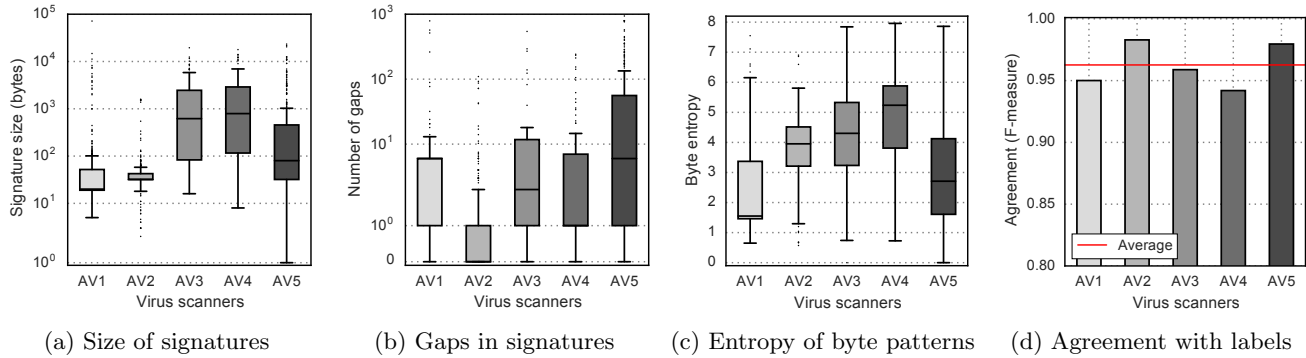 Signature size (bytes)
10^5
10^4
10^3
10^2
10^1
10^0
AV1 AV2 AV3 AV4 AV5
Virus scanners
(a) Size of signatures
Number of gaps
10^3
10^2
10^1
10^0
0
AV1 AV2 AV3 AV4 AV5
Virus scanners
(b) Gaps in signatures
Byte entropy
8
7
6
5
4
3
2
1
0
AV1 AV2 AV3 AV4 AV5
Virus scanners
(c) Entropy of byte patterns
Agreement (F-measure)
1.00
0.95
0.90
0.85
0.80
Average
AV1 AV2 AV3 AV4 AV5
Virus scanners
(d) Agreement with labels